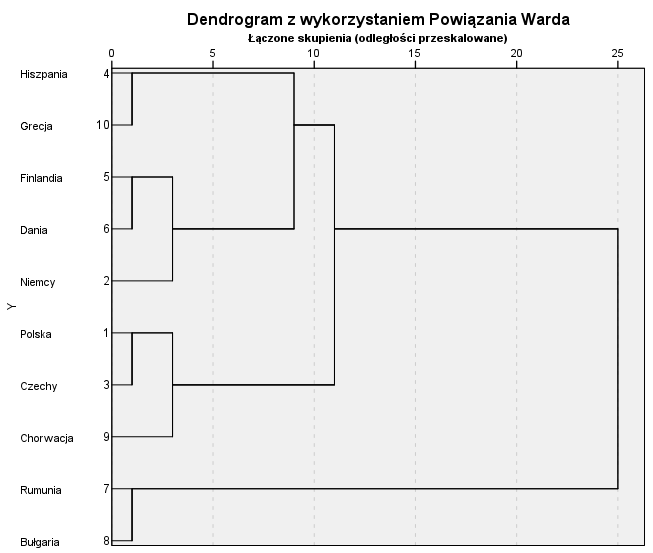 Dendrogram z wykorzystaniem Powiązania Warda
Łączone skupienia (odległości przeskalowane)
0 5 10 15 20 25
Hiszpania 4
Grecja 10
Finlandia 5
Dania 6
Niemcy 2
Y
Polska 1
Czechy 3
Chorwacja 9
Rumunia 7
Bułgaria 8